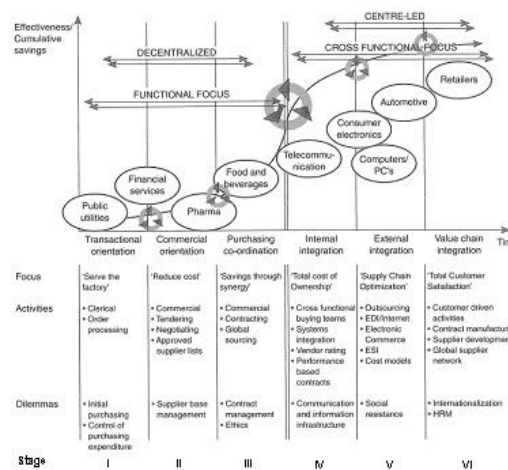 Effectiveness/
Cumulative
savings
CENTRE-LED
DECENTRALIZED
CROSS FUNCTIONAL FOCUS
FUNCTIONAL FOCUS
Retailers
Automotive
Consumer
electronics
Telecommu-
nication
Computers/
PC's
Food and
beverages
Financial
services
Pharma
Public
utilities
Transactional
orientation
Commercial
orientation
Purchasing
co-ordination
Internal
integration
External
integration
Value chain
integration
Focus
'Serve the
factory'
'Reduce cost'
'Savings through
synergy'
'Total cost of
Ownership'
'Supply Chain
Optimization'
'Total Customer
Satisfaction'
Activities
• Clerical
• Order
processing
• Commercial
• Tendering
• Negotiating
• Approved
supplier lists
• Commercial
• Contracting
• Global
sourcing
• Cross functional
buying teams
• Systems
integration
• Vendor rating
• Performance
based
contracts
• Outsourcing
• EDI/Internet
• Electronic
Commerce
• ESI
• Cost models
• Customer driven
activities
• Contract manufactur
• Supplier developmen
• Global supplier
network
Dilemmas
• Initial
purchasing
• Control of
purchasing
expenditure
• Supplier base
management
• Contract
management
• Ethics
• Communication
and information
infrastructure
• Social
resistance
• Internationalization
• HRM
Stage I II III IV V VI